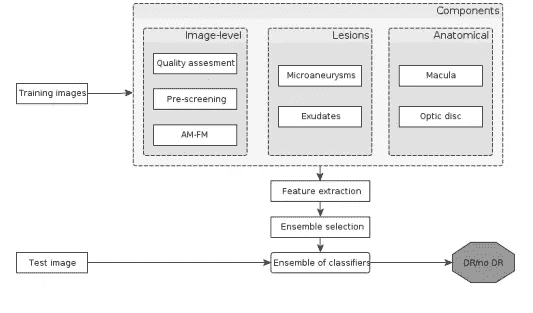 Components
Image-level
Lesions
Anatomical
Quality assesment
Pre-screening
AM-FM
Microaneurysms
Exudates
Macula
Optic disc
Training images
Feature extraction
Ensemble selection
Test image
Ensemble of classifiers
DR/no DR